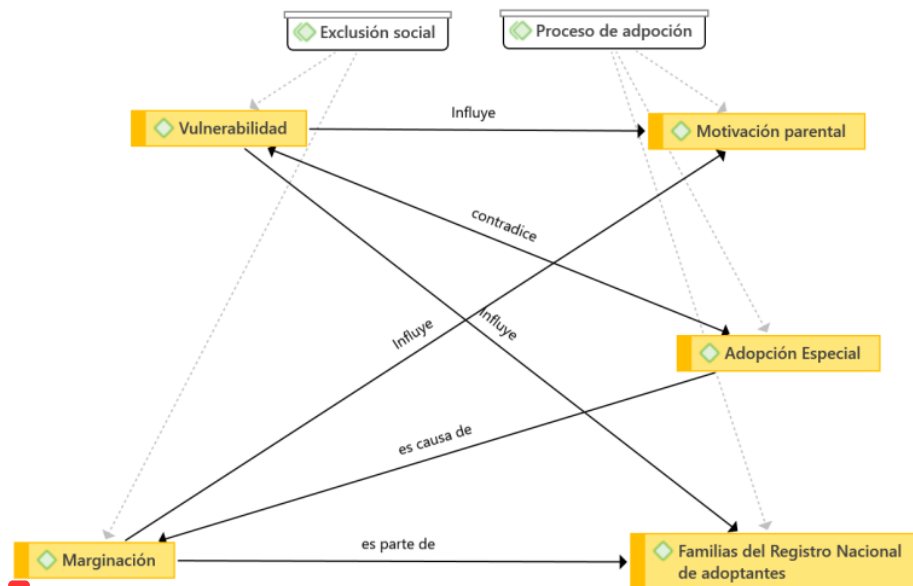 Exclusión social
Proceso de adpoción
Vulnerabilidad
Influye
Motivación parental
contradice
Influye
Influye
Adopción Especial
es causa de
es parte de
Marginación
Familias del Registro Nacional
de adoptantes